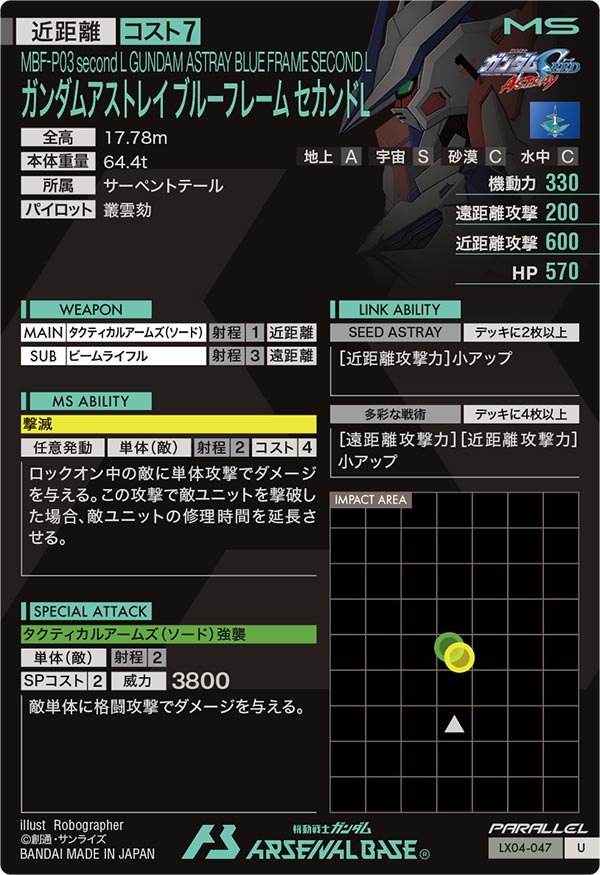 近距離 コスト7 MS
MBF-P03 second L GUNDAM ASTRAY BLUE FRAME SECOND L
ガンダムアストレイ ブルーフレーム セカンドL
ガンダム SEED ASTRAY
全高 17.78m
本体重量 64.4t
所属 サーペントテール
パイロット 叢雲劾
地上 A 宇宙 S 砂漠 C 水中 C
機動力 330
遠距離攻撃 200
近距離攻撃 600
HP 570
WEAPON
MAIN タクティカルアームズ(ソード) 射程 1 近距離
SUB ビームライフル 射程 3 遠距離
MS ABILITY
撃滅
任意発動 単体(敵) 射程 2 コスト 4
ロックオン中の敵に単体攻撃でダメージ
を与える。この攻撃で敵ユニットを撃破し
た場合、敵ユニットの修理時間を延長さ
せる。
SPECIAL ATTACK
タクティカルアームズ(ソード)強襲
単体(敵) 射程 2
SPコスト 2 威力 3800
敵単体に格闘攻撃でダメージを与える。
LINK ABILITY
SEED ASTRAY デッキに2枚以上
[近距離攻撃力]小アップ
多彩な戦術 デッキに4枚以上
[遠距離攻撃力][近距離攻撃力]
小アップ
IMPACT AREA
illust Robographer
©創通・サンライズ
BANDAI MADE IN JAPAN
機動戦士ガンダム
ARSENAL BASE®
PARALLEL
LX04-047 U